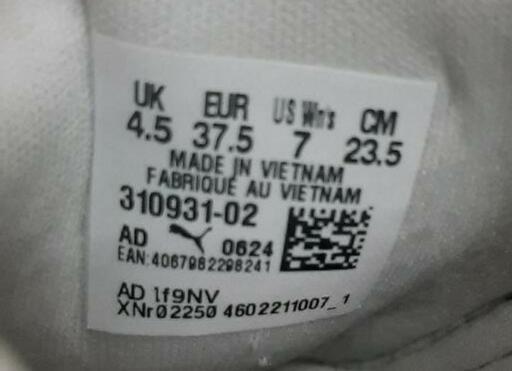 UK EUR US Wn's CM
4.5 37.5 7 23.5
MADE IN VIETNAM
FABRIQUÉ AU VIETNAM
310931-02
AD 0624
EAN:4067982298241
AD 1f9NV
XNr02250 4602211007_1